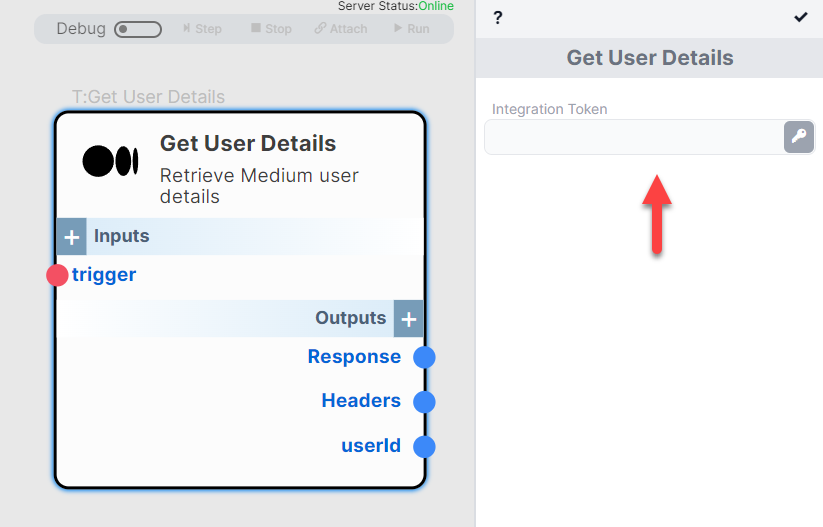 Server Status:Online
Debug Step Stop Attach Run
T:Get User Details
Get User Details
Retrieve Medium user
details
+ Inputs
trigger
Outputs +
Response
Headers
userId
?
Get User Details
Integration Token